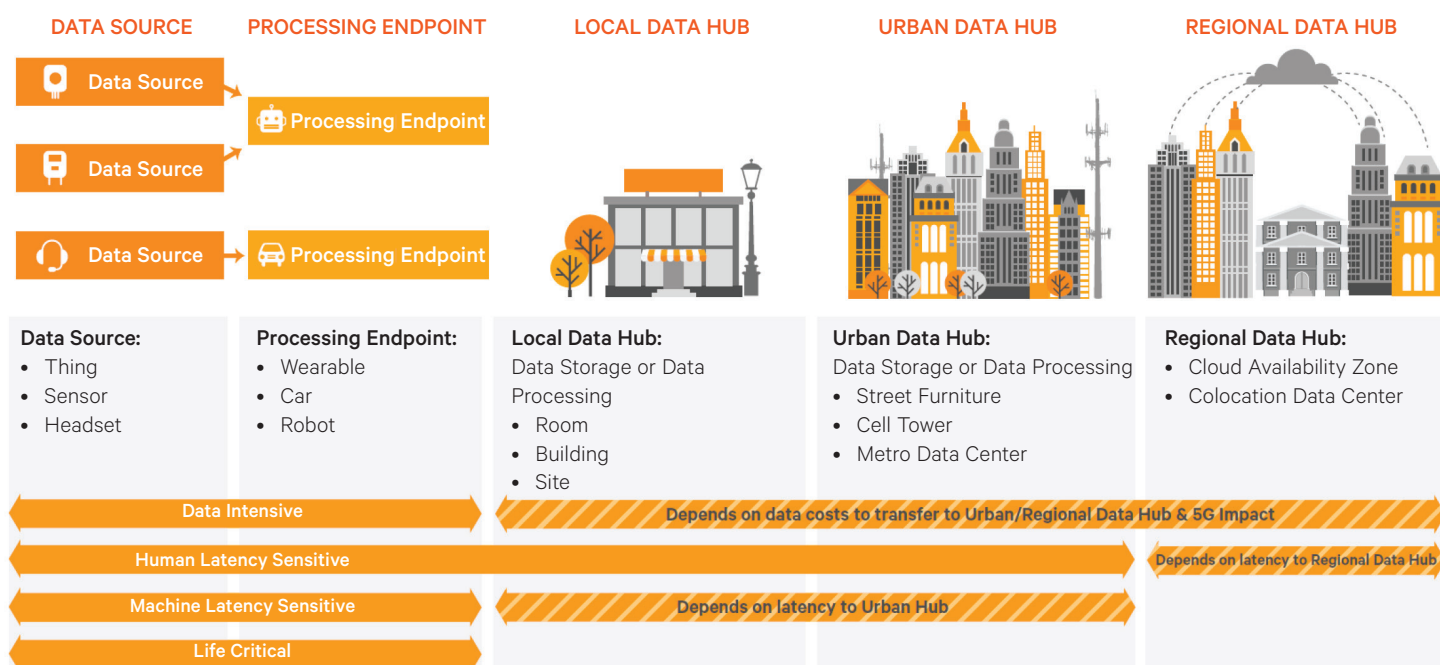 DATA SOURCE
PROCESSING ENDPOINT
LOCAL DATA HUB
URBAN DATA HUB
REGIONAL DATA HUB
Data Source
Processing Endpoint
Data Source
Data Source
Processing Endpoint
Data Source:
• Thing
• Sensor
• Headset
Processing Endpoint:
• Wearable
• Car
• Robot
Local Data Hub:
Data Storage or Data
Processing
• Room
• Building
• Site
Urban Data Hub:
Data Storage or Data Processing
• Street Furniture
• Cell Tower
• Metro Data Center
Regional Data Hub:
• Cloud Availability Zone
• Colocation Data Center
Data Intensive
Depends on data costs to transfer to Urban/Regional Data Hub & 5G Impact
Human Latency Sensitive
Depends on latency to Regional Data Hub
Machine Latency Sensitive
Depends on latency to Urban Hub
Life Critical